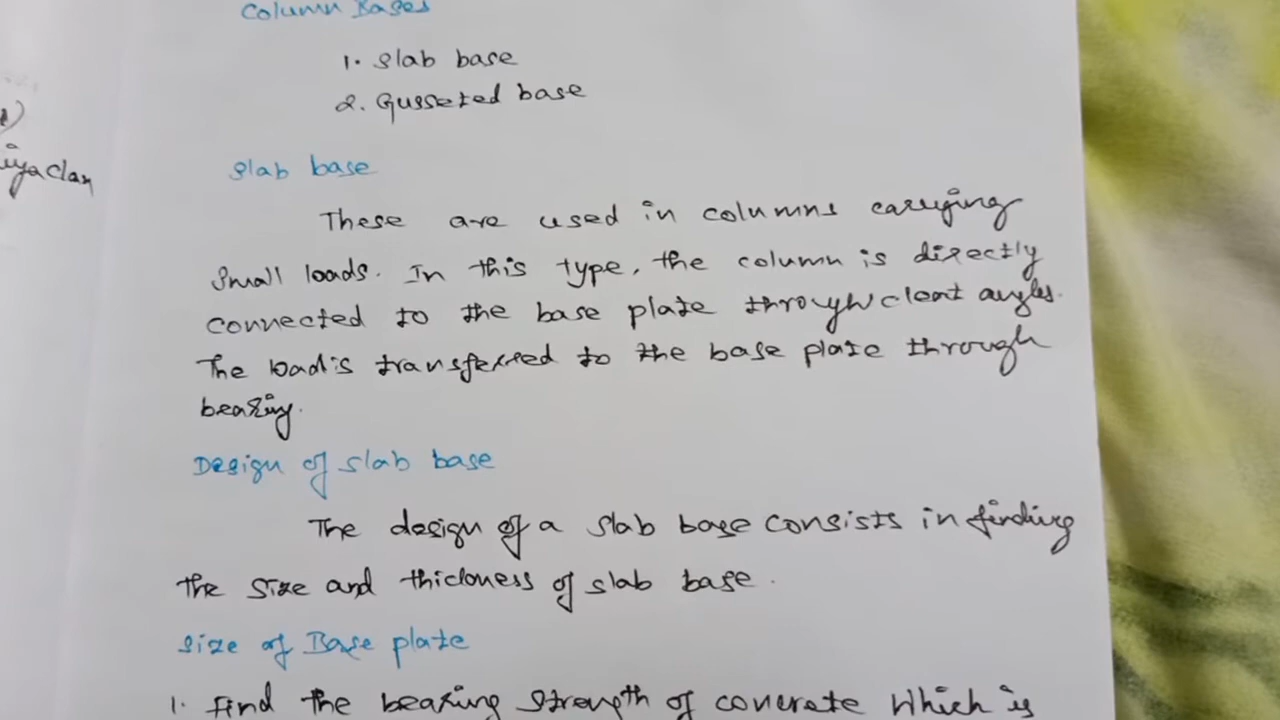 Column Bases
1. Slab base
2. Gusseted base
Slab base
These are used in columns carrying
Small loads. In this type, the column is directly
connected to the base plate through cleat angles.
The load is transferred to the base plate through
bearing.
Design of slab base
The design of a slab base consists in finding
the size and thickness of slab base.
Size of Base plate
1. Find the bearing strength of concrete which is